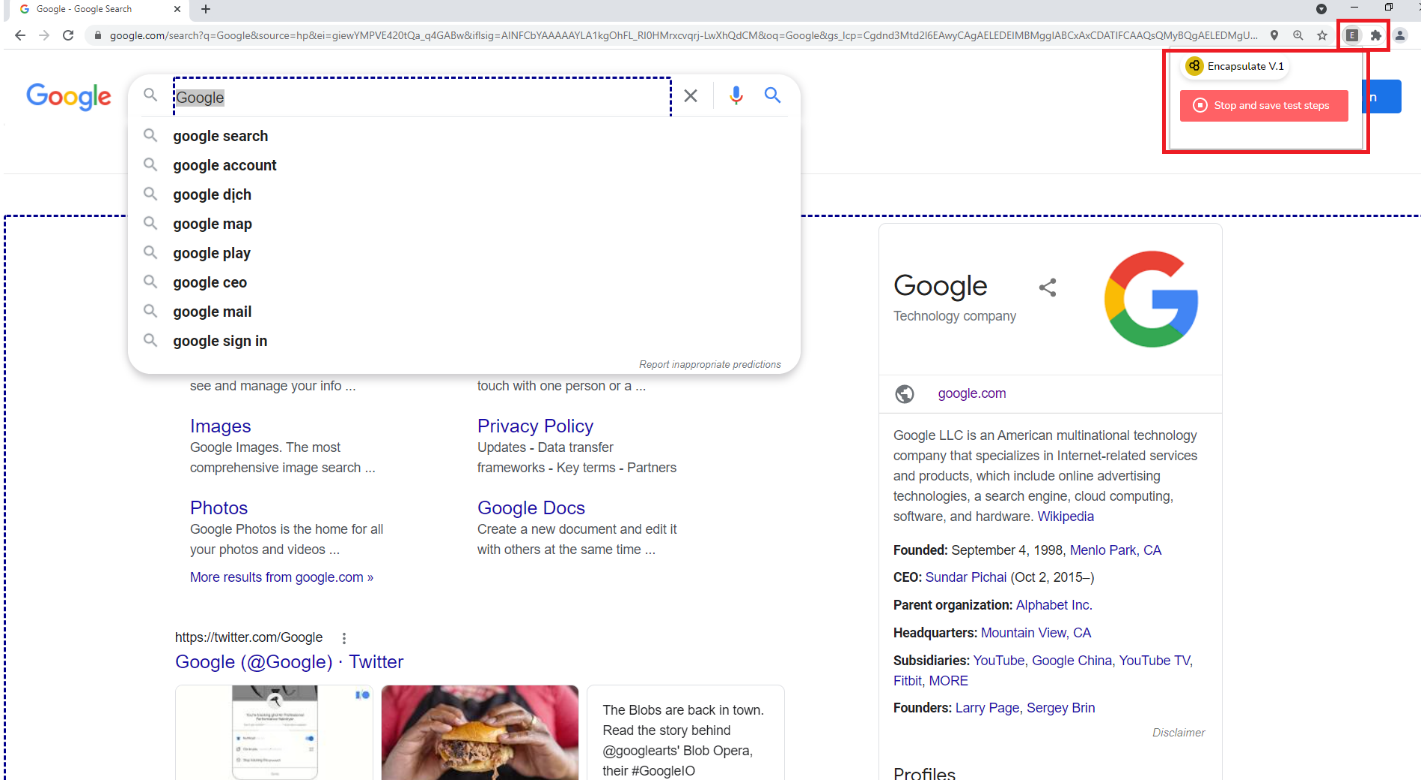 Google - Google Search
google.com/search?q=Google&source=hp&ei=giewYMPVE420tQa_q4GABw&iflsig=AINFCbYAAAAAYLA1kgOhFL_RI0HMrxcvqrj-LwXhQdCM&oq=Google&gs_lcp=Cgdnd3Mtd2l6EAwyCAgAELEDEIMBMggIABCxAxCDATIFCAAQsQMyBQgAELEDMgU...
E
Encapsulate V.1
Stop and save test steps
n
Google
Google
google search
google account
google dịch
google map
google play
google ceo
google mail
google sign in
Report inappropriate predictions
see and manage your info ...
touch with one person or a ...
Images
Google Images. The most
comprehensive image search ...
Privacy Policy
Updates - Data transfer
frameworks - Key terms - Partners
Photos
Google Photos is the home for all
your photos and videos ...
Google Docs
Create a new document and edit it
with others at the same time ...
More results from google.com »
https://twitter.com/Google
Google (@Google) · Twitter
The Blobs are back in town.
Read the story behind
@googlearts' Blob Opera,
their #GoogleIO
Google
Technology company
google.com
Google LLC is an American multinational technology
company that specializes in Internet-related services
and products, which include online advertising
technologies, a search engine, cloud computing,
software, and hardware. Wikipedia
Founded: September 4, 1998, Menlo Park, CA
CEO: Sundar Pichai (Oct 2, 2015–)
Parent organization: Alphabet Inc.
Headquarters: Mountain View, CA
Subsidiaries: YouTube, Google China, YouTube TV,
Fitbit, MORE
Founders: Larry Page, Sergey Brin
Disclaimer
Profiles